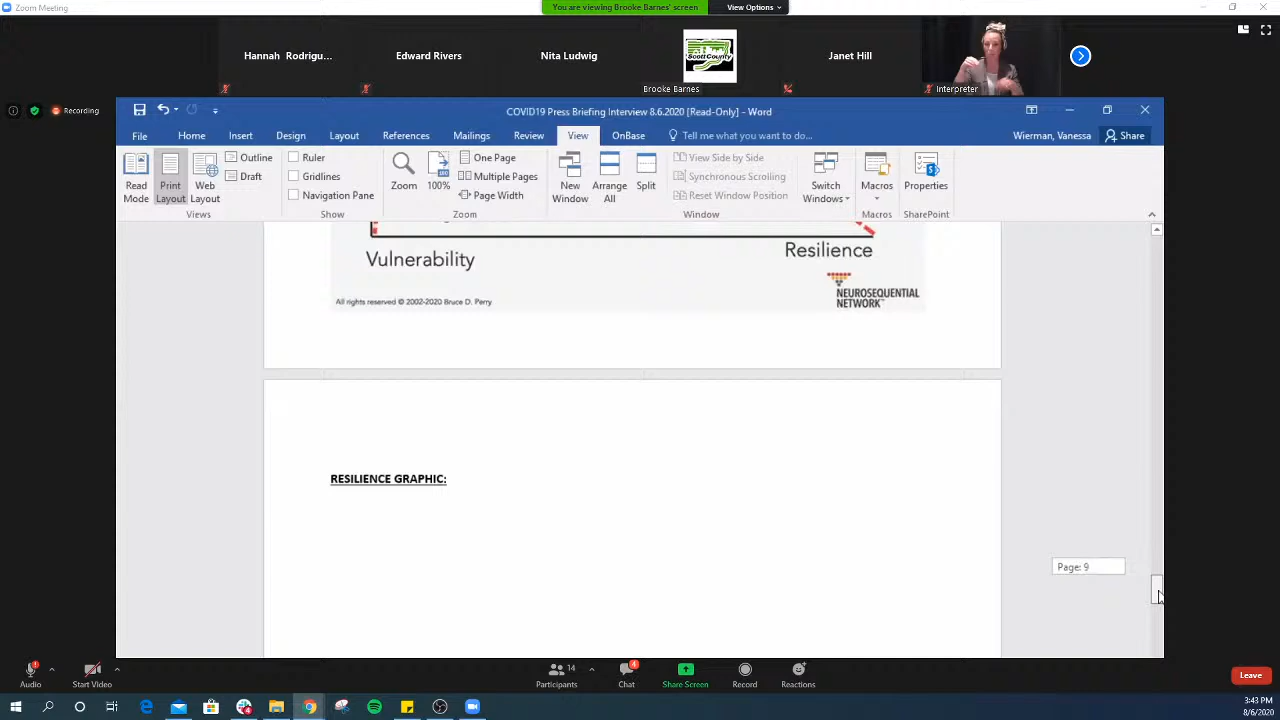 Zoom Meeting
You are viewing Brooke Barnes' screen
View Options
Hannah Rodrigu...
Edward Rivers
Nita Ludwig
Scott County
Brooke Barnes
Janet Hill
Interpreter
Recording
COVID19 Press Briefing Interview 8.6.2020 [Read-Only] - Word
File Home Insert Design Layout References Mailings Review View OnBase Tell me what you want to do... Wierman, Vanessa Share
Read Mode
Print Layout
Web Layout
Outline
Draft
Views
Ruler
Gridlines
Navigation Pane
Show
Zoom
100%
One Page
Multiple Pages
Page Width
Zoom
New Window
Arrange All
Split
View Side by Side
Synchronous Scrolling
Reset Window Position
Window
Switch Windows
Macros
Macros
Properties
SharePoint
Vulnerability
Resilience
All rights reserved © 2002-2020 Bruce D. Perry
NEUROSEQUENTIAL
NETWORK™
RESILIENCE GRAPHIC:
Page: 9
Audio
Start Video
Participants 14
Chat 4
Share Screen
Record
Reactions
Leave
3:43 PM
8/6/2020